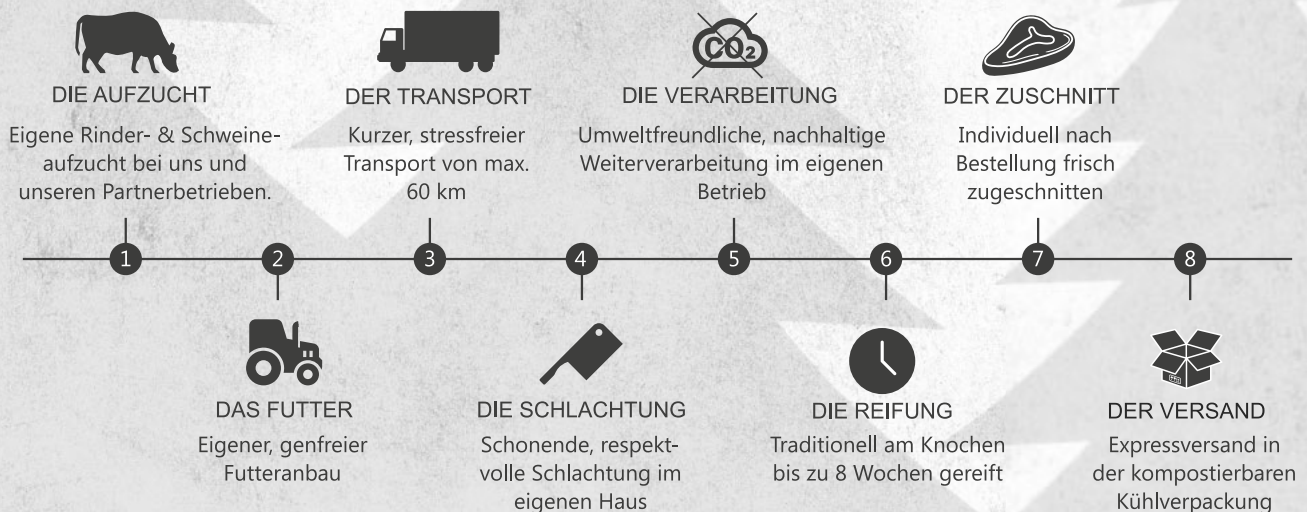 CO₂
DIE AUFZUCHT
Eigene Rinder- & Schweine-
aufzucht bei uns und
unseren Partnerbetrieben.
1
DAS FUTTER
Eigener, genfreier
Futteranbau
2
DER TRANSPORT
Kurzer, stressfreier
Transport von max.
60 km
3
DIE SCHLACHTUNG
Schonende, respekt-
volle Schlachtung im
eigenen Haus
4
DIE VERARBEITUNG
Umweltfreundliche, nachhaltige
Weiterverarbeitung im eigenen
Betrieb
5
DIE REIFUNG
Traditionell am Knochen
bis zu 8 Wochen gereift
6
DER ZUSCHNITT
Individuell nach
Bestellung frisch
zugeschnitten
7
DER VERSAND
Expressversand in
der kompostierbaren
Kühlverpackung
8